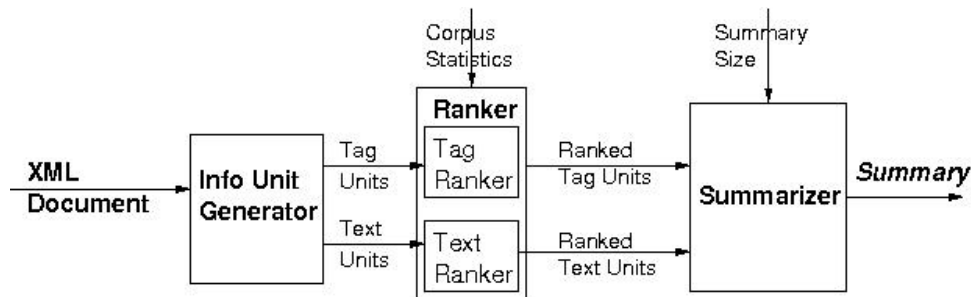 Corpus
Statistics
Summary
Size
Ranker
XML
Document
Info Unit
Generator
Tag
Units
Tag
Ranker
Ranked
Tag Units
Summarizer
Summary
Text
Units
Text
Ranker
Ranked
Text Units